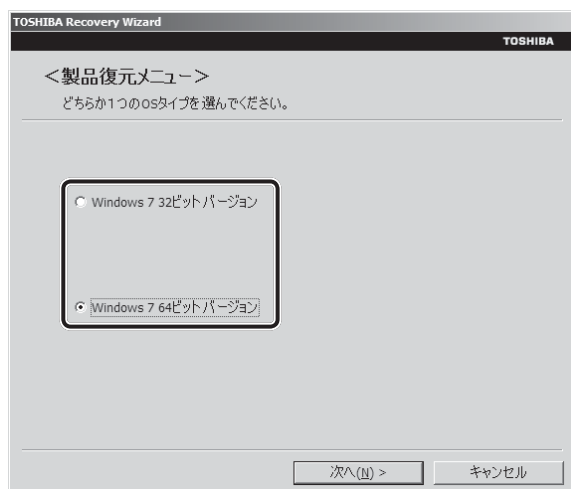 TOSHIBA Recovery Wizard
TOSHIBA
＜製品復元メニュー＞
どちらか1つのOSタイプを選んでください。
Windows 7 32ビットバージョン
Windows 7 64ビットバージョン
次へ(N) >
キャンセル